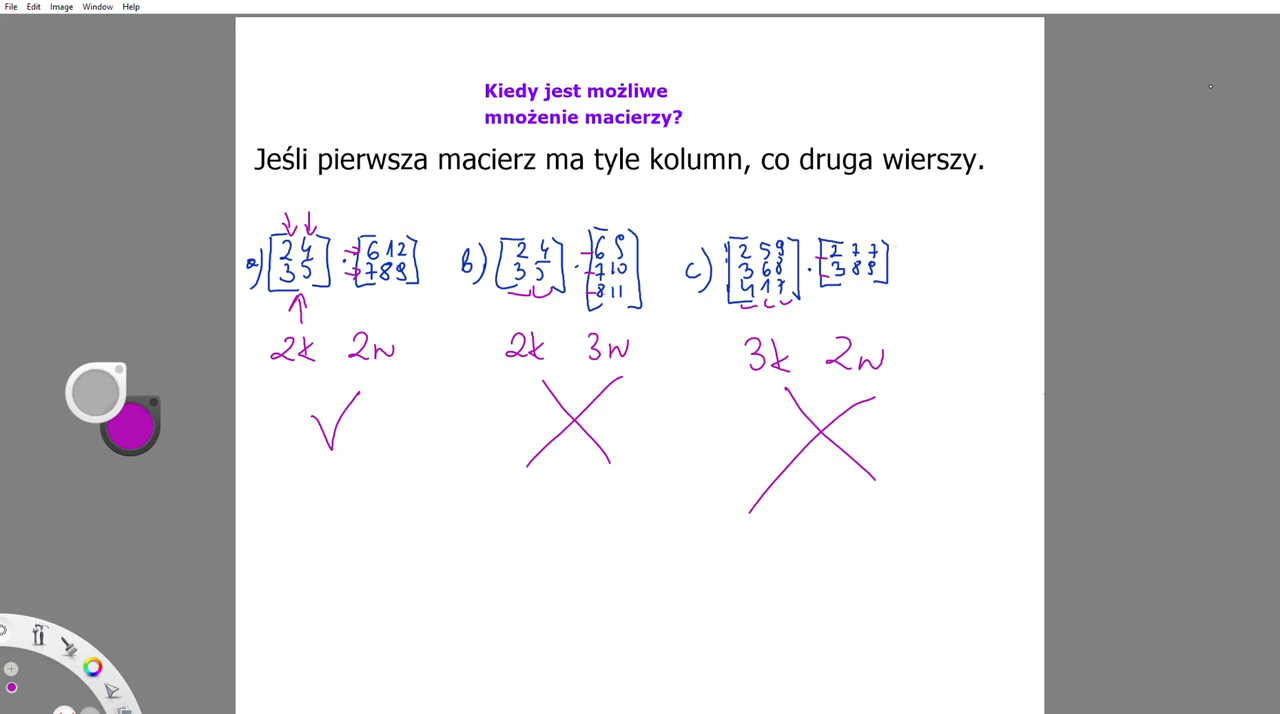 File Edit Image Window Help
Kiedy jest możliwe
mnożenie macierzy?
Jeśli pierwsza macierz ma tyle kolumn, co druga wierszy.
a) [2 4 · [6 12
3 5] 7 8 9]
b) [2 4 · [6 9
3 5] 7 10
8 11]
c) [2 5 9 · [2 7 7
3 6 8 3 8 9]
4 1 7]
2k 2w 2k 3w 3k 2w